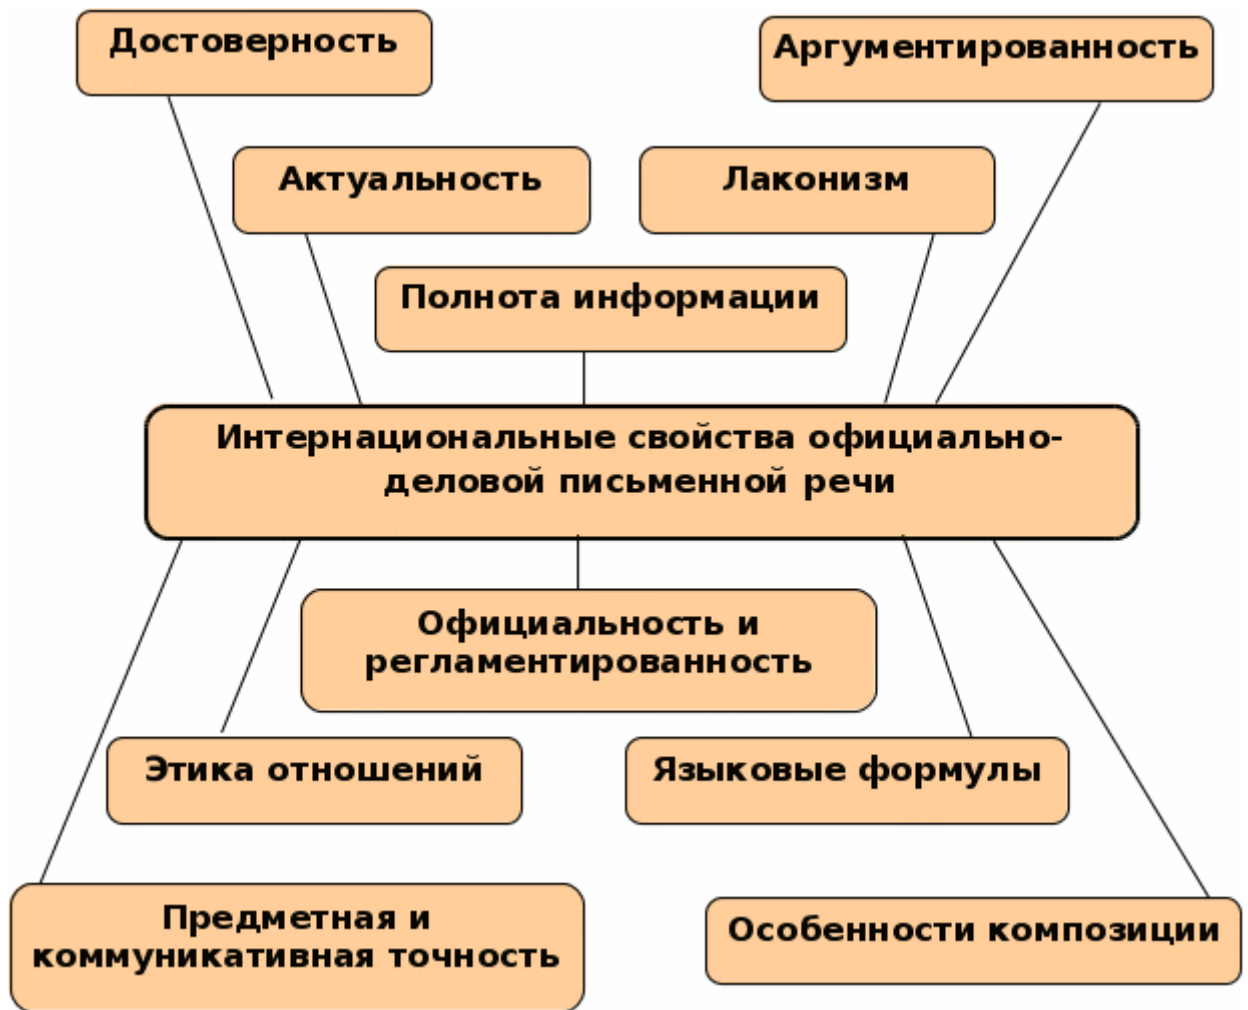 Достоверность
Аргументированность
Актуальность
Лаконизм
Полнота информации
Интернациональные свойства официально-
деловой письменной речи
Официальность и
регламентированность
Этика отношений
Языковые формулы
Предметная и
коммуникативная точность
Особенности композиции